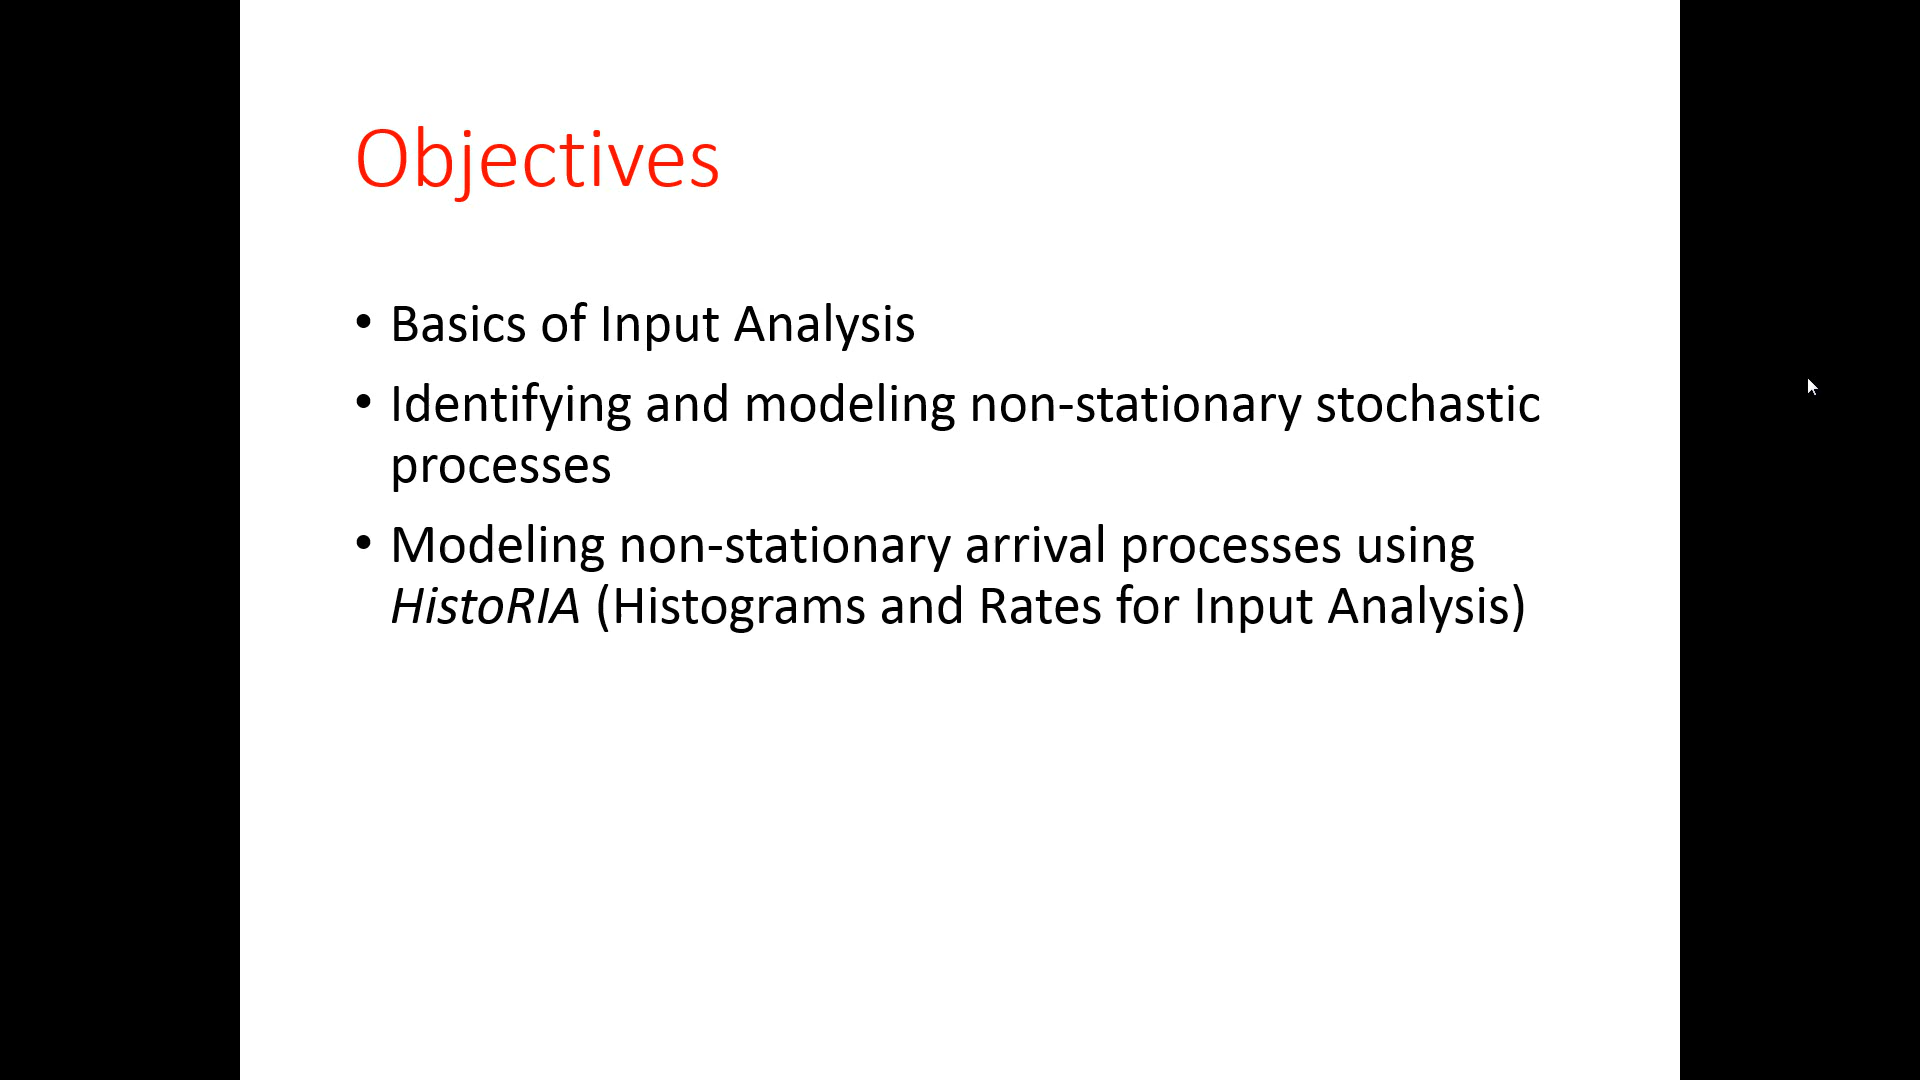 Objectives
• Basics of Input Analysis
• Identifying and modeling non-stationary stochastic
processes
• Modeling non-stationary arrival processes using
HistoRIA (Histograms and Rates for Input Analysis)